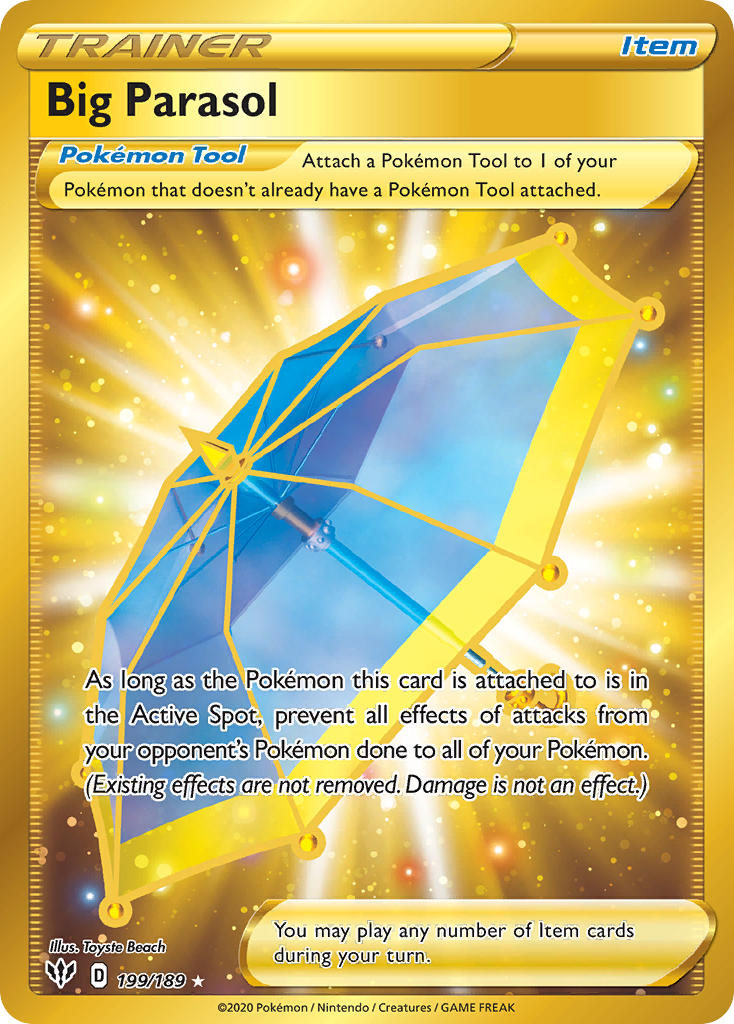 TRAINER
Item
Big Parasol
Pokémon Tool
Attach a Pokémon Tool to 1 of your
Pokémon that doesn't already have a Pokémon Tool attached.
As long as the Pokémon this card is attached to is in
the Active Spot, prevent all effects of attacks from
your opponent's Pokémon done to all of your Pokémon.
(Existing effects are not removed. Damage is not an effect.)
You may play any number of Item cards
during your turn.
Illus. Toyste Beach
D 199/189 ★
©2020 Pokémon / Nintendo / Creatures / GAME FREAK